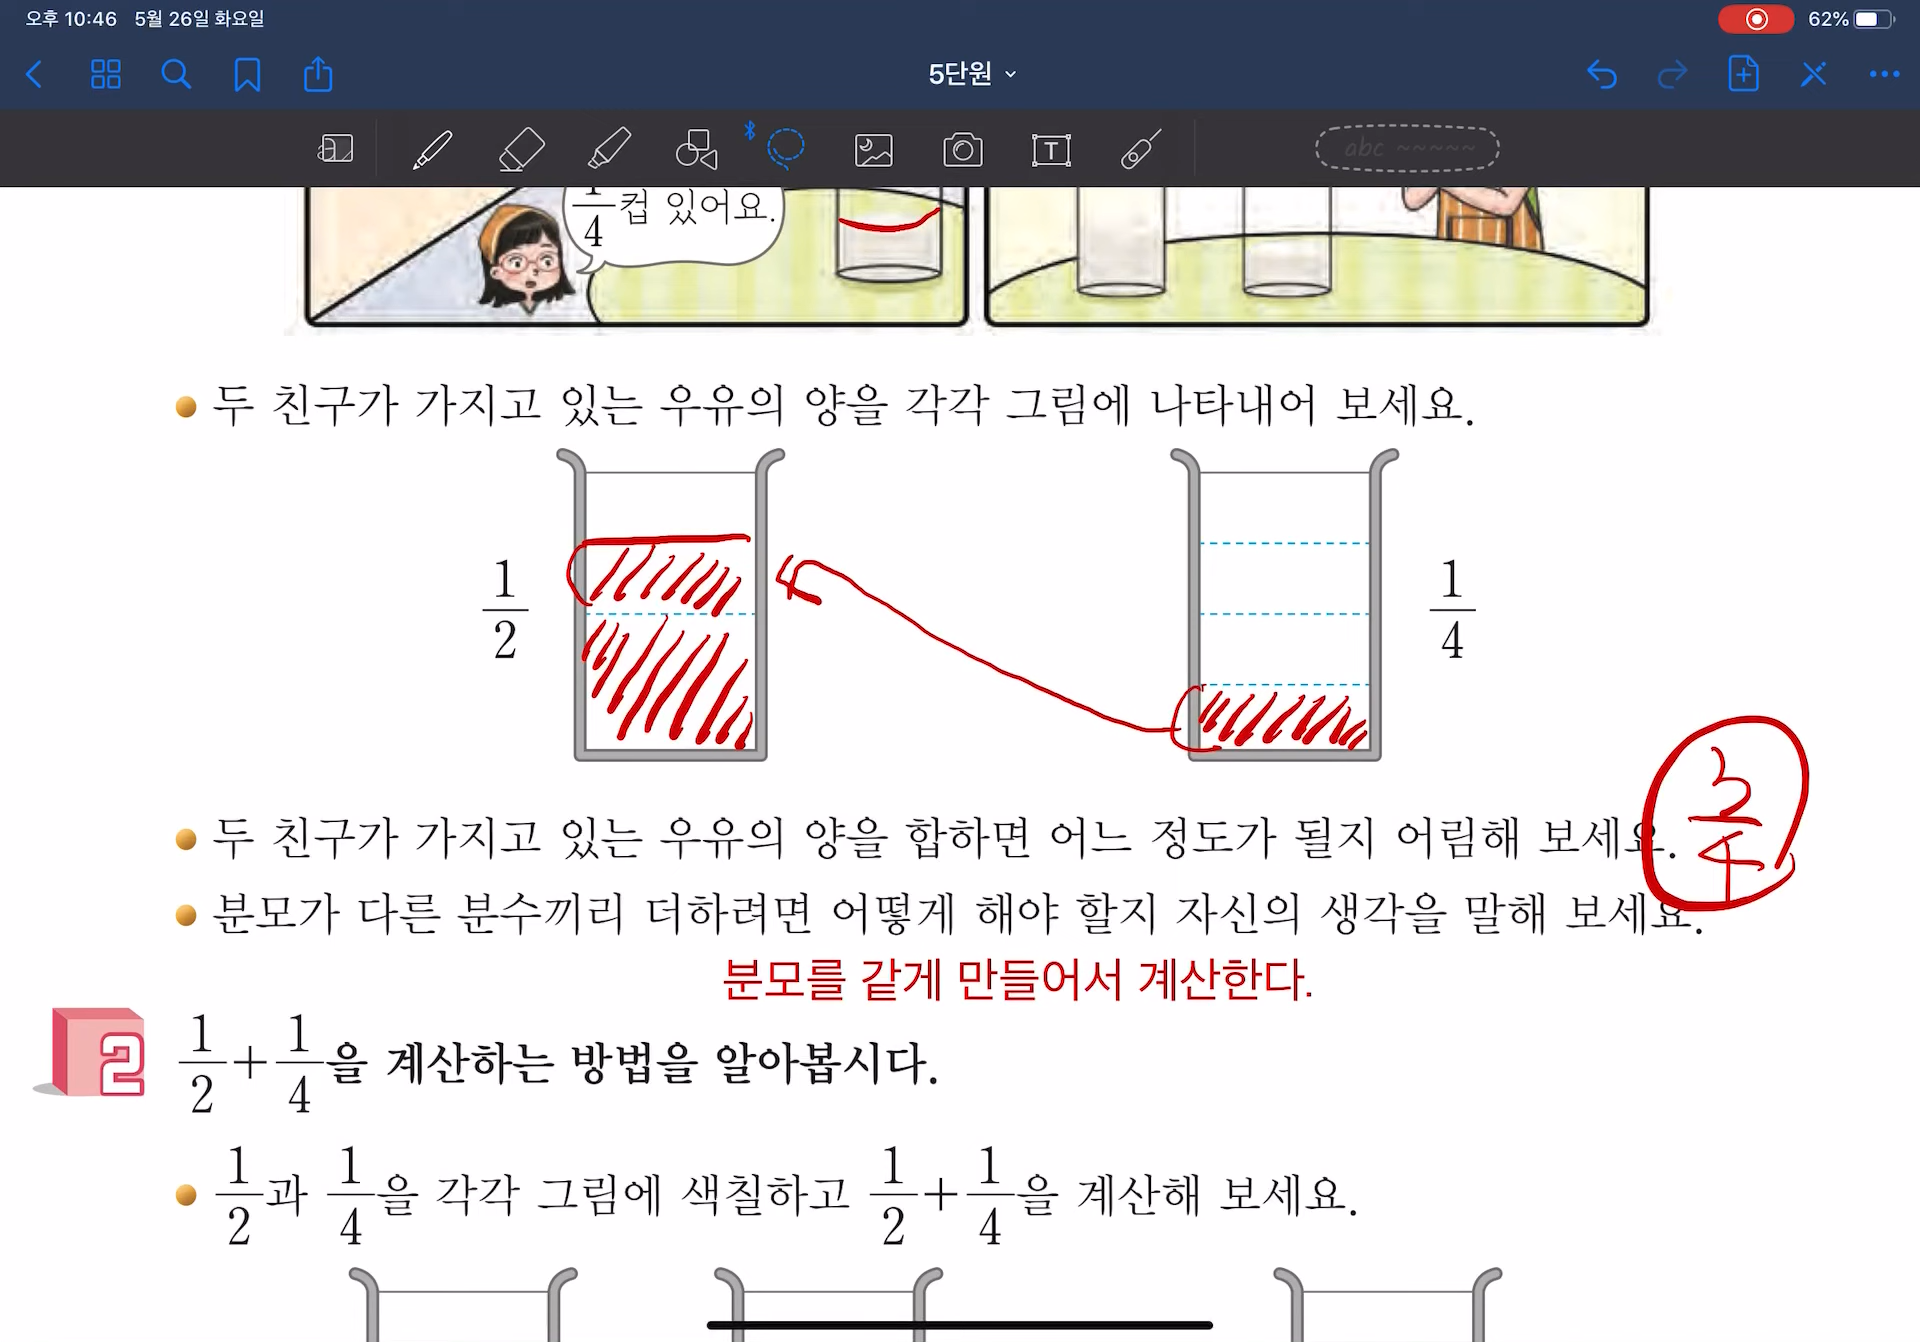 오후 10:46 5월 26일 화요일
62%
5단원
T
abc ~~~~~
1/4컵 있어요.
두 친구가 가지고 있는 우유의 양을 각각 그림에 나타내어 보세요.
1/2
1/4
3/4
두 친구가 가지고 있는 우유의 양을 합하면 어느 정도가 될지 어림해 보세요.
분모가 다른 분수끼리 더하려면 어떻게 해야 할지 자신의 생각을 말해 보세요.
분모를 같게 만들어서 계산한다.
2 1/2+1/4을 계산하는 방법을 알아봅시다.
1/2과 1/4을 각각 그림에 색칠하고 1/2+1/4을 계산해 보세요.